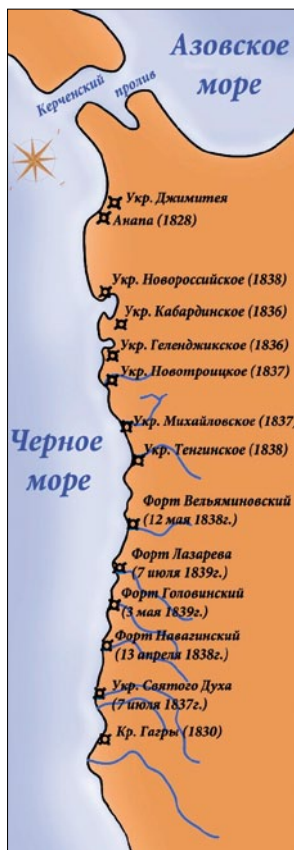 Азовское
море
Керченский пролив
Укр. Джимитея
Анапа (1828)
Укр. Новороссийское (1838)
Укр. Кабардинское (1836)
Укр. Геленджикское (1836)
Укр. Новотроицкое (1837)
Укр. Михайловское (1837)
Черное
море
Укр. Тенгинское (1838)
Форт Вельяминовский
(12 мая 1838г.)
Форт Лазарева
(7 июля 1839г.)
Форт Головинский
(3 мая 1839г.)
Форт Навагинский
(13 апреля 1838г.)
Укр. Святого Духа
(7 июля 1837г.)
Кр. Гагры (1830)